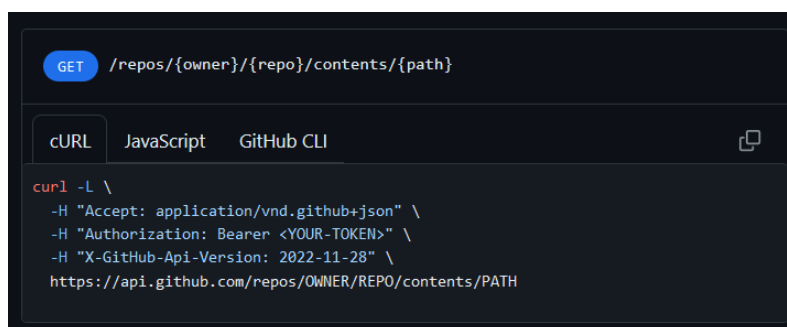 GET /repos/{owner}/{repo}/contents/{path}
cURL JavaScript GitHub CLI
curl -L \
  -H "Accept: application/vnd.github+json" \
  -H "Authorization: Bearer <YOUR-TOKEN>" \
  -H "X-GitHub-Api-Version: 2022-11-28" \
  https://api.github.com/repos/OWNER/REPO/contents/PATH